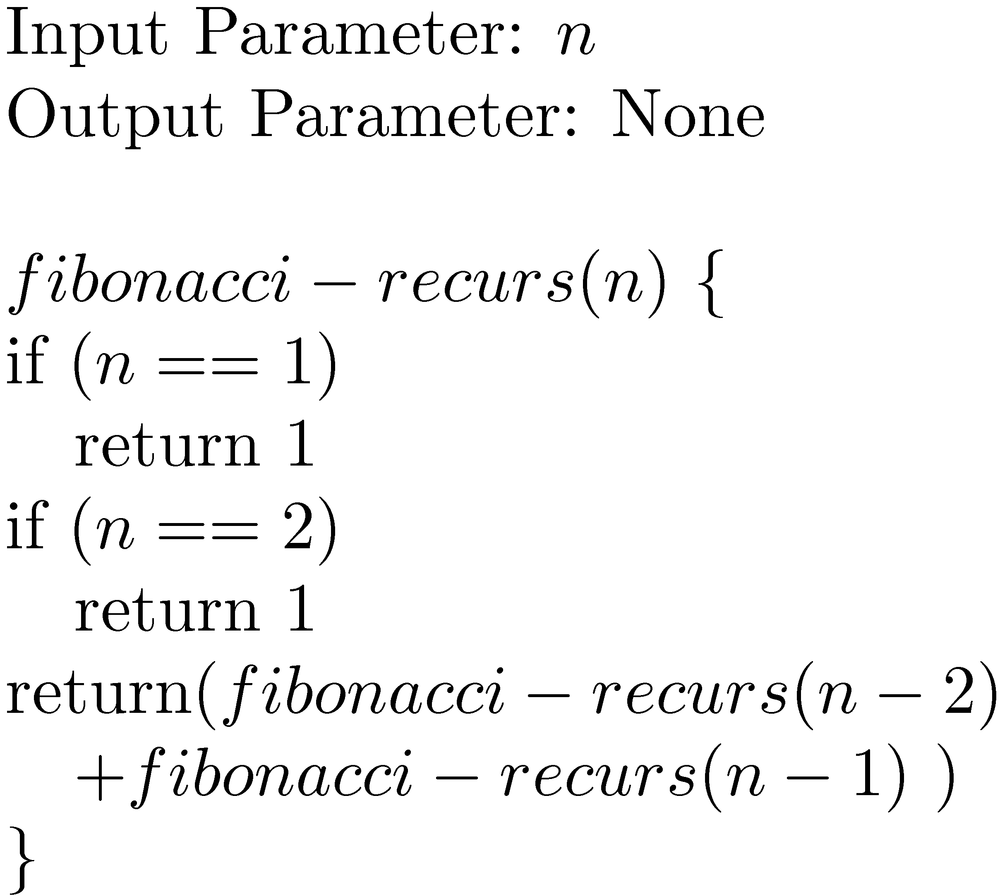 Input Parameter: n
Output Parameter: None
fibonacci − recurs(n) {
if (n == 1)
return 1
if (n == 2)
return 1
return(fibonacci − recurs(n − 2)
+fibonacci − recurs(n − 1) )
}